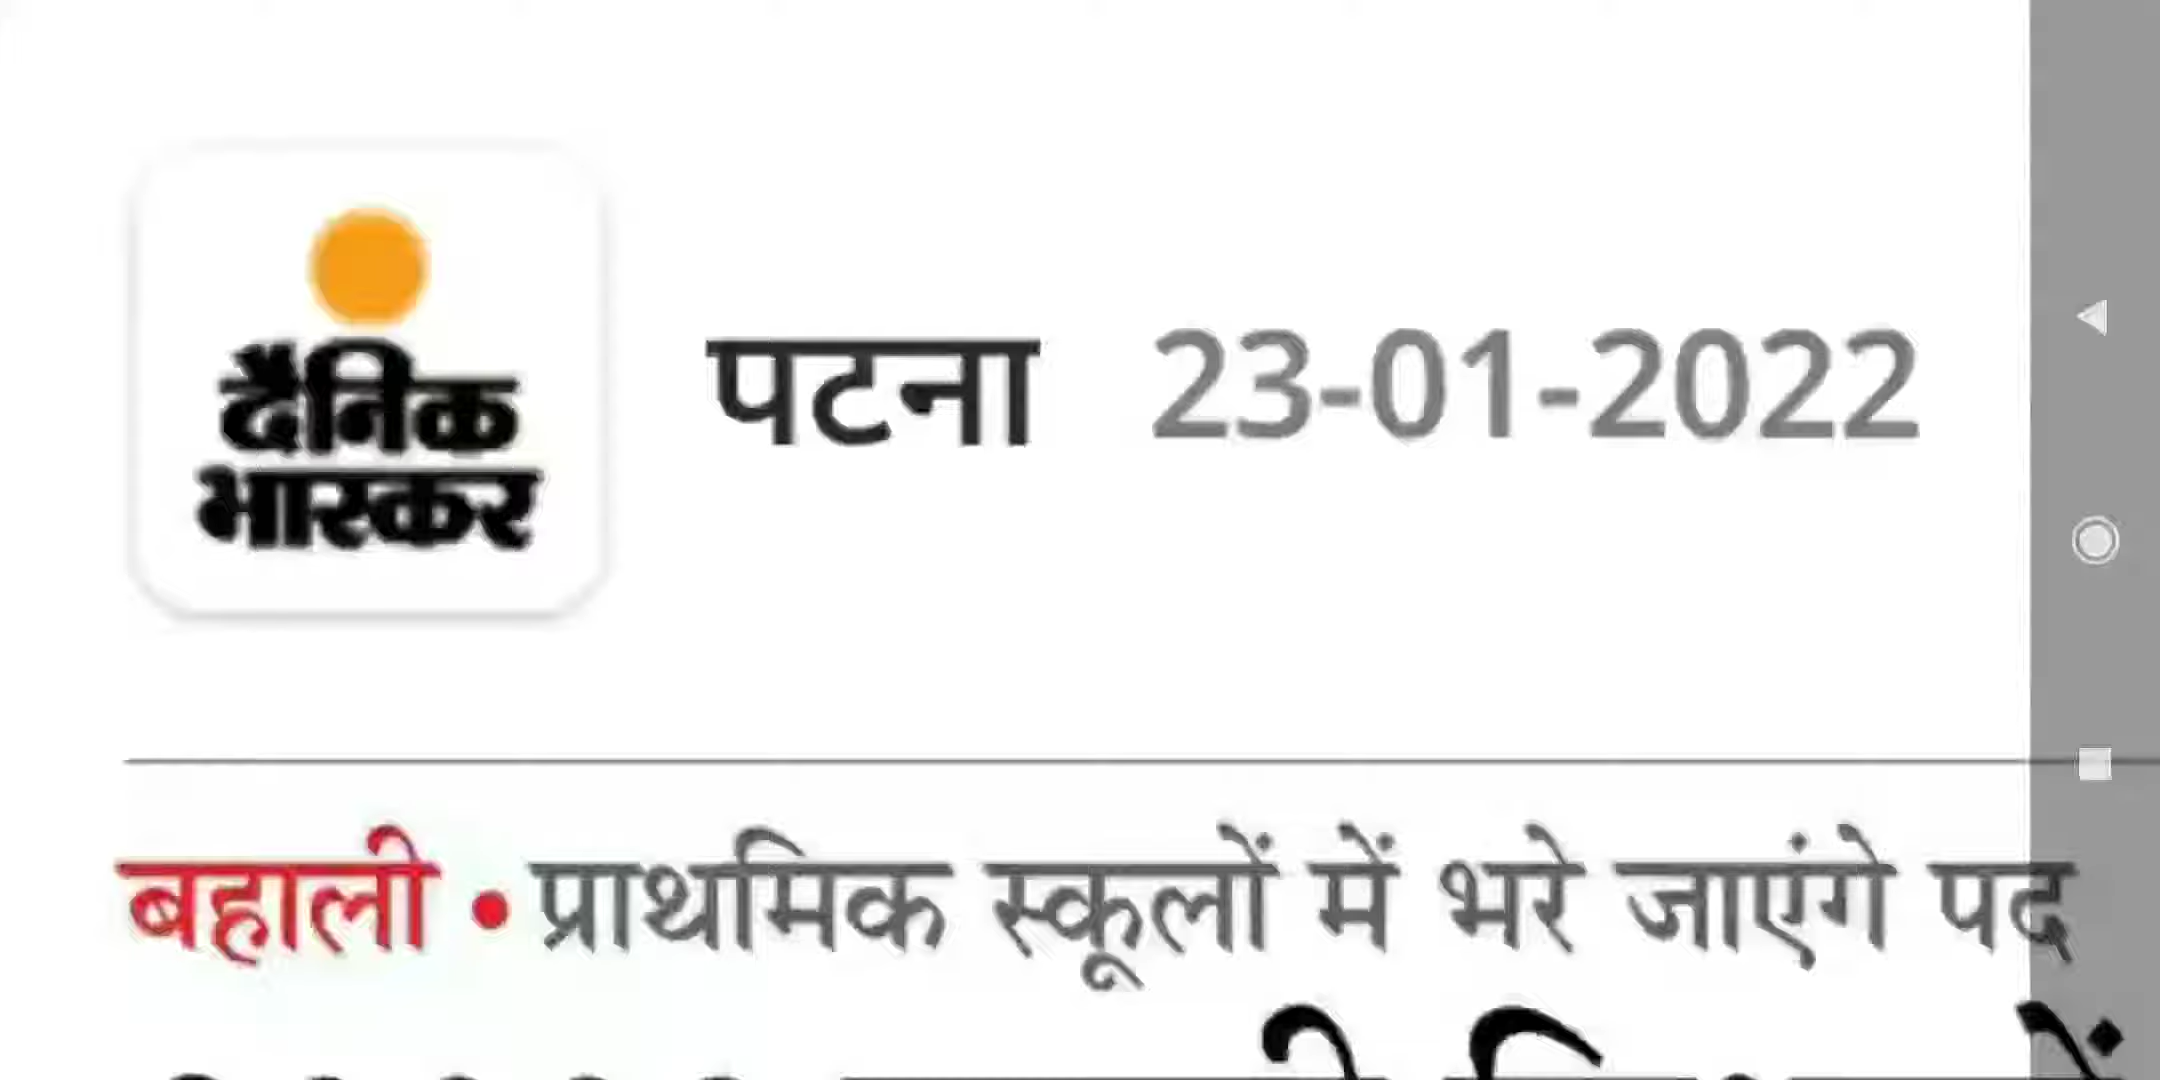 दैनिक
भास्कर
पटना 23-01-2022
बहाली • प्राथमिक स्कूलों में भरे जाएंगे पद